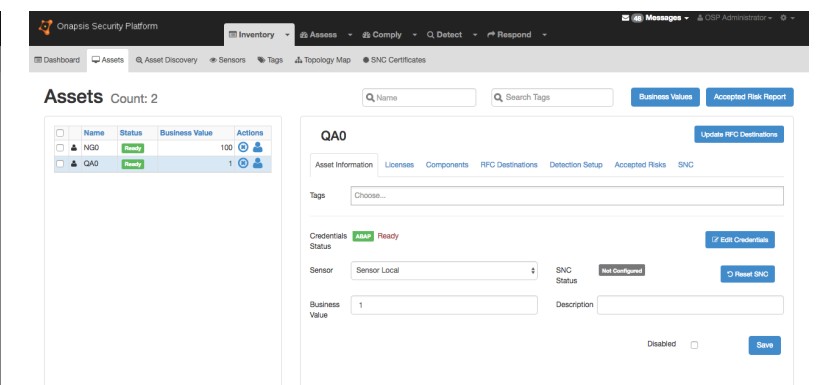 Onapsis Security Platform
Inventory Assess Comply Detect Respond
48 Messages OSP Administrator
Dashboard Assets Asset Discovery Sensors Tags Topology Map SNC Certificates
Assets Count: 2
Name
Search Tags
Business Values
Accepted Risk Report
Name Status Business Value Actions
NG0 Ready 100
QA0 Ready 1
QA0
Update RFC Destinations
Asset Information Licenses Components RFC Destinations Detection Setup Accepted Risks SNC
Tags Choose...
Credentials Status ABAP Ready
Edit Credentials
Sensor Sensor Local
SNC Status Not Configured
Reset SNC
Business Value 1
Description
Disabled
Save